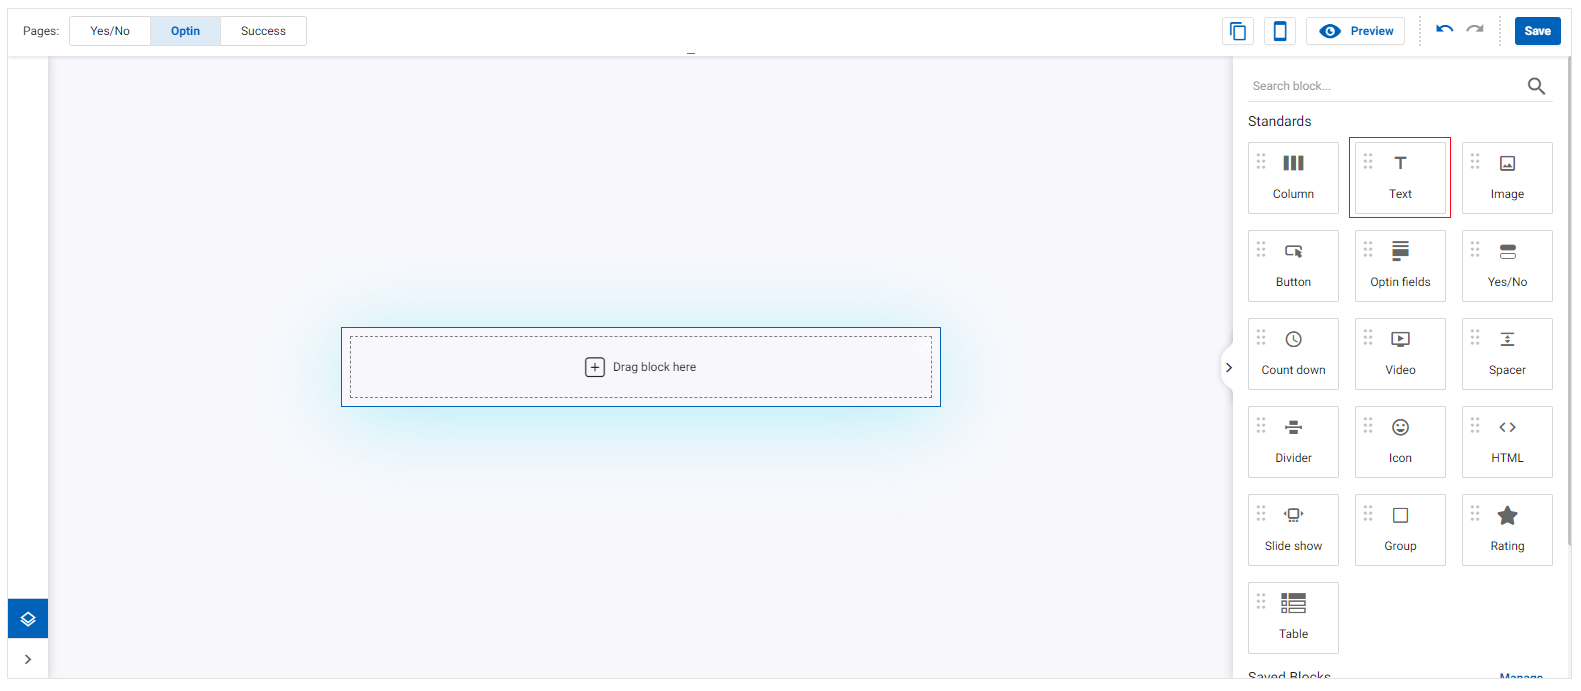 Pages: Yes/No Optin Success Preview Save
Search block...
Standards
Column Text Image
Button Optin fields Yes/No
Drag block here
Count down Video Spacer
Divider Icon HTML
Slide show Group Rating
Table
Saved Blocks Manage